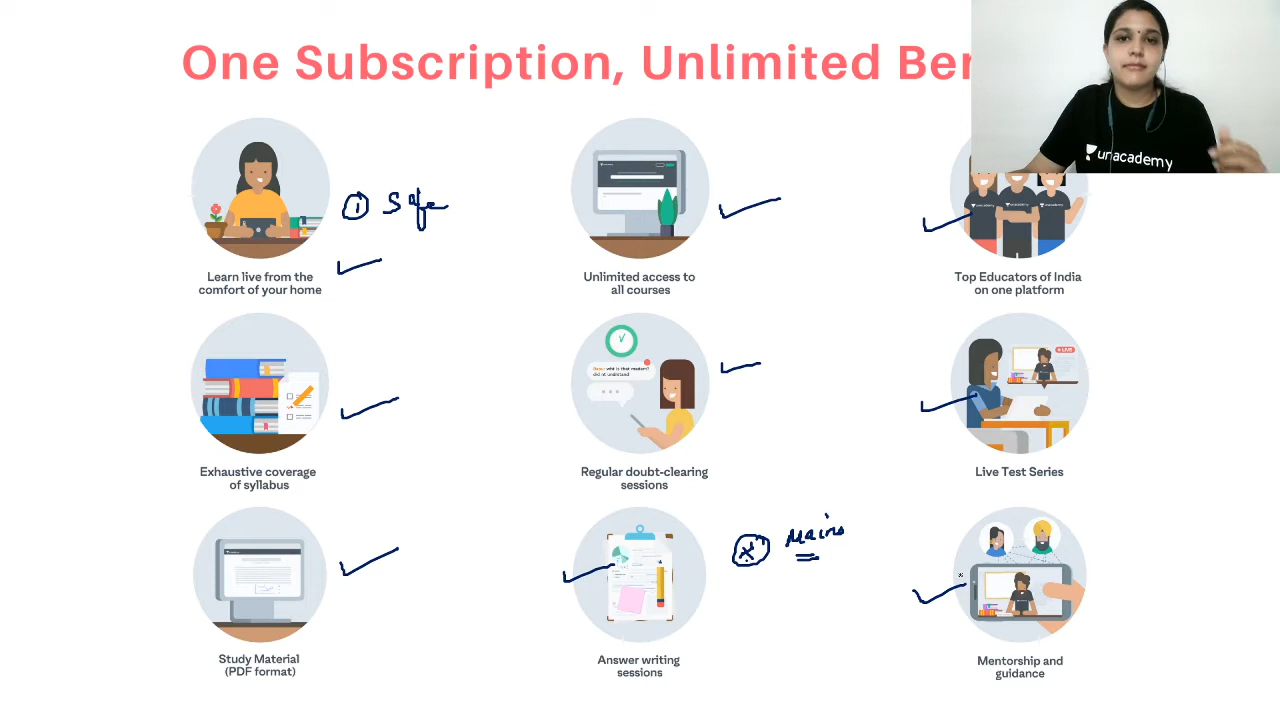 One Subscription, Unlimited Ben
unacademy
① Safe
Learn live from the
comfort of your home
Unlimited access to
all courses
Top Educators of India
on one platform
LIVE
Exhaustive coverage
of syllabus
Regular doubt-clearing
sessions
Live Test Series
Mains
Study Material
(PDF format)
Answer writing
sessions
Mentorship and
guidance